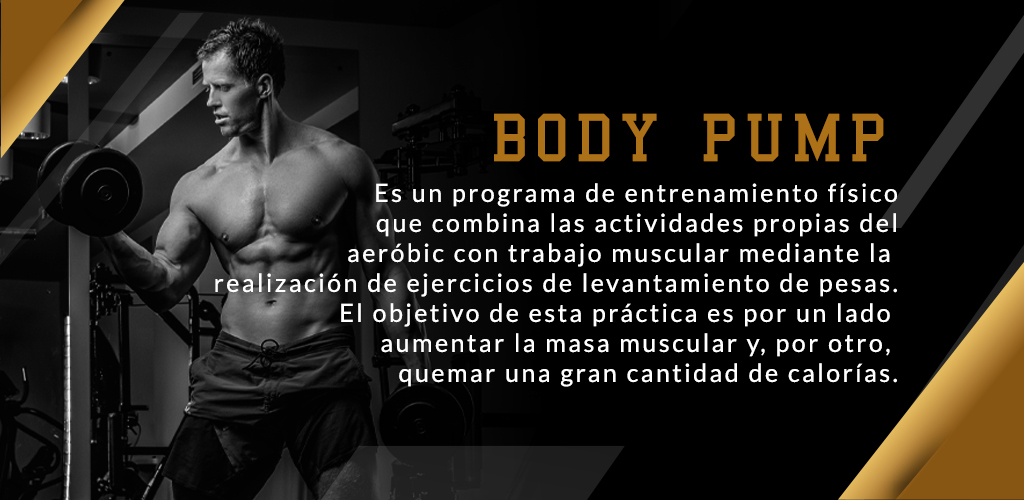 BODY PUMP
Es un programa de entrenamiento físico
que combina las actividades propias del
aeróbic con trabajo muscular mediante la
realización de ejercicios de levantamiento de pesas.
El objetivo de esta práctica es por un lado
aumentar la masa muscular y, por otro,
quemar una gran cantidad de calorías.